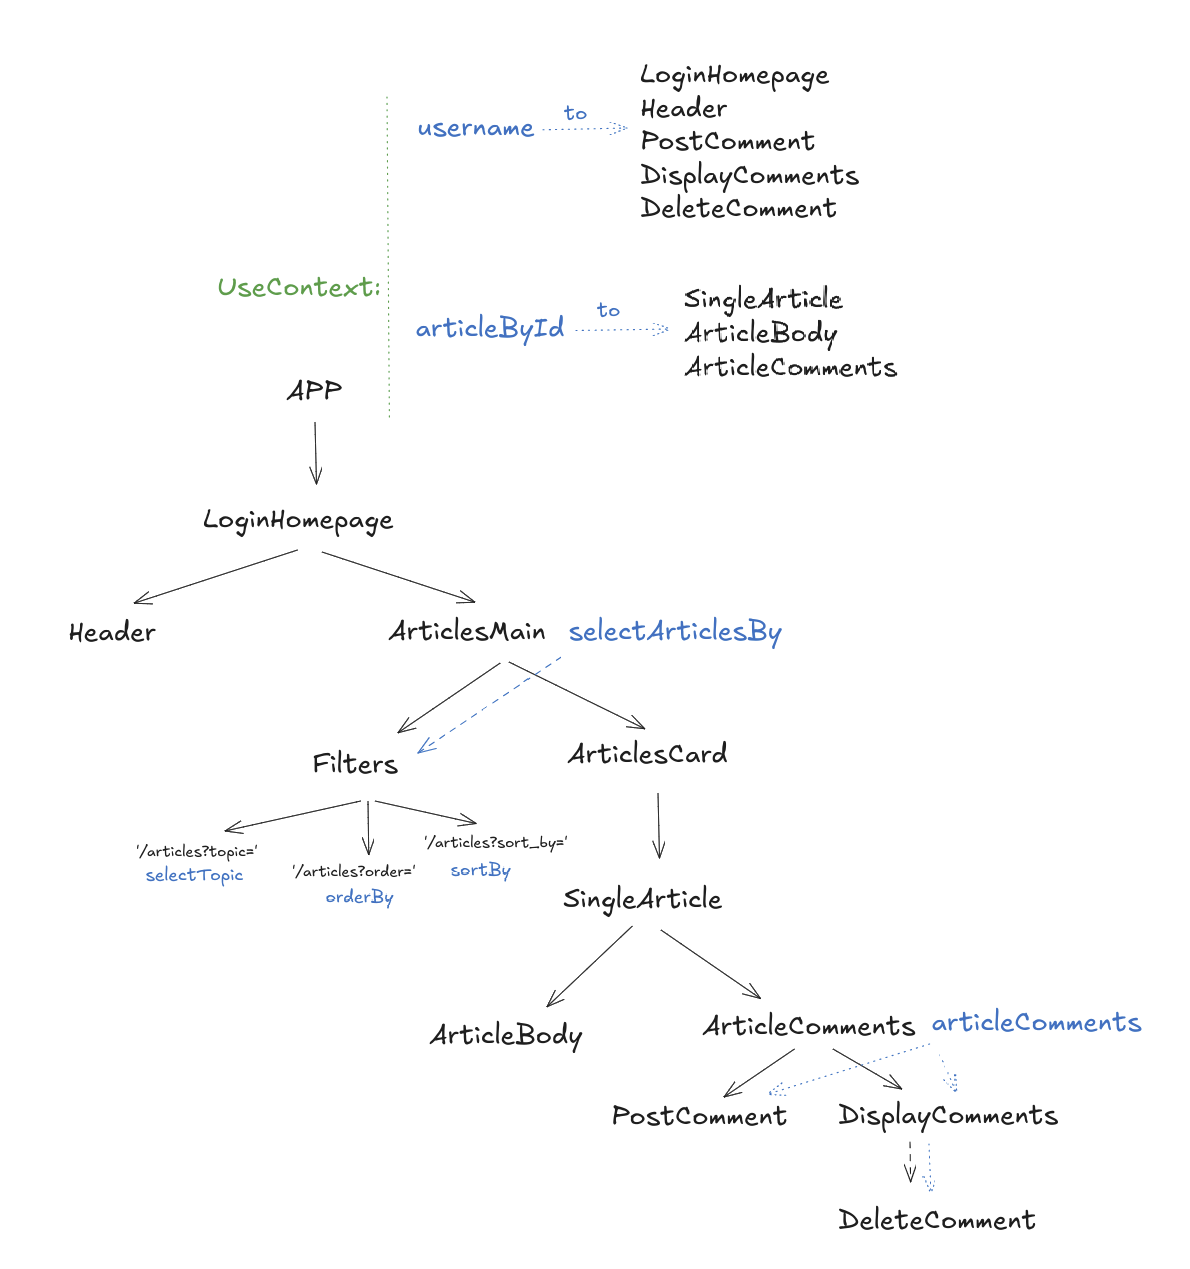 LoginHomepage
to
Header
username
PostComment
DisplayComments
DeleteComment
UseContext:
SingleArticle
to
articleById
ArticleBody
ArticleComments
APP
LoginHomepage
Header
ArticlesMain
selectArticlesBy
Filters
ArticlesCard
'/articles?topic='
selectTopic
'/articles?order='
orderBy
'/articles?sort_by='
sortBy
SingleArticle
ArticleBody
ArticleComments
articleComments
PostComment
DisplayComments
DeleteComment